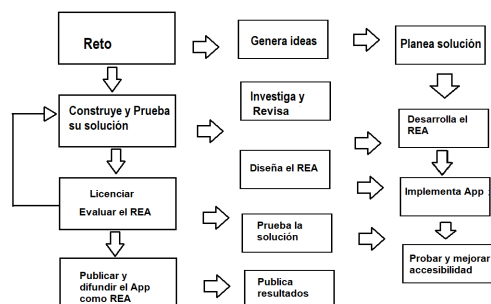 Reto
Genera ideas
Planea solución
Construye y Prueba
su solución
Investiga y
Revisa
Desarrolla el
REA
Diseña el REA
Licenciar
Evaluar el REA
Implementa App
Prueba la
solución
Probar y mejorar
accesibilidad
Publicar y
difundir el App
como REA
Publica
resultados